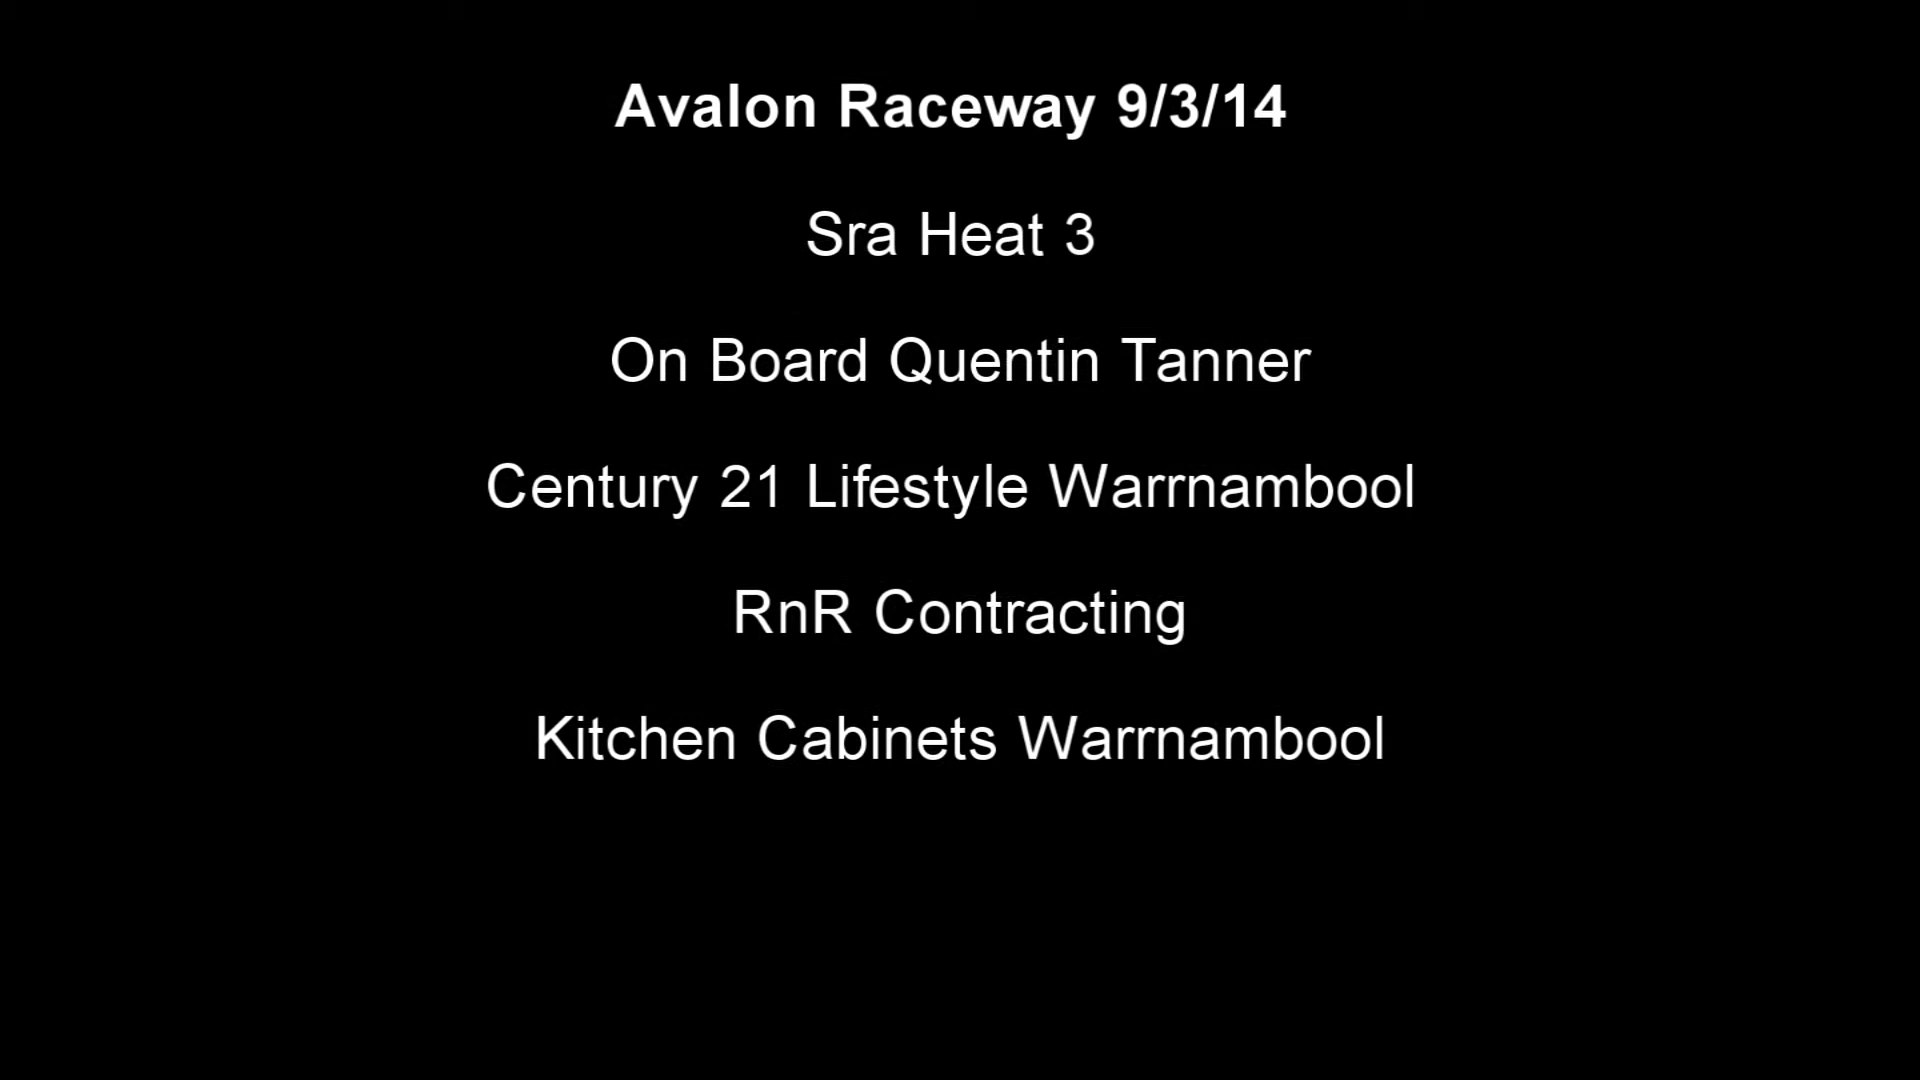 Avalon Raceway 9/3/14
Sra Heat 3
On Board Quentin Tanner
Century 21 Lifestyle Warrnambool
RnR Contracting
Kitchen Cabinets Warrnambool